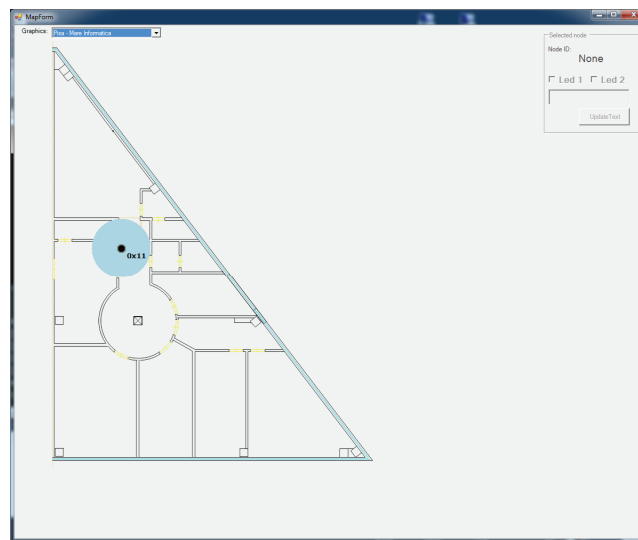 MapForm
Graphics: Pisa - Mare Informatica
Selected node
Node ID:
None
Led 1 Led 2
UpdateText
0x11